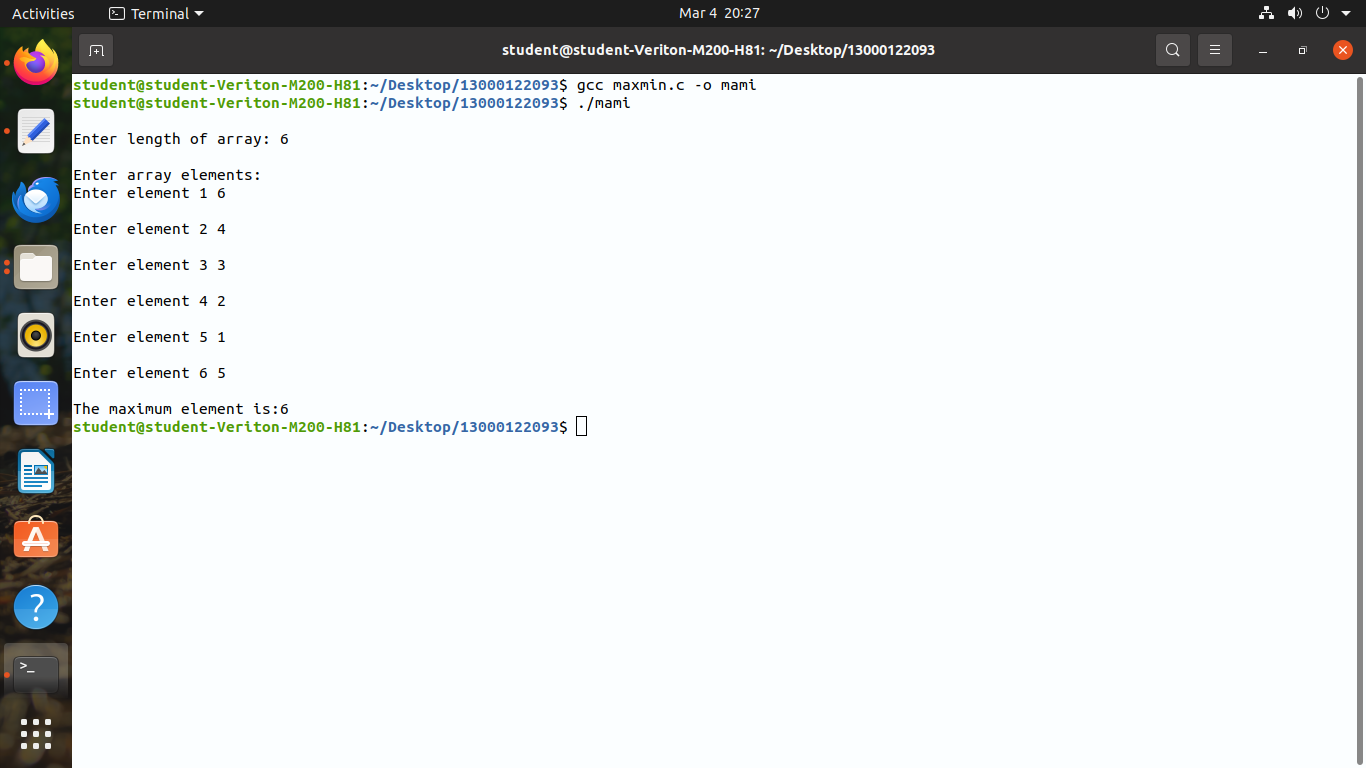 Activities Terminal Mar 4 20:27
student@student-Veriton-M200-H81: ~/Desktop/13000122093
student@student-Veriton-M200-H81:~/Desktop/13000122093$ gcc maxmin.c -o mami
student@student-Veriton-M200-H81:~/Desktop/13000122093$ ./mami
Enter length of array: 6
Enter array elements:
Enter element 1 6
Enter element 2 4
Enter element 3 3
Enter element 4 2
Enter element 5 1
Enter element 6 5
The maximum element is:6
student@student-Veriton-M200-H81:~/Desktop/13000122093$